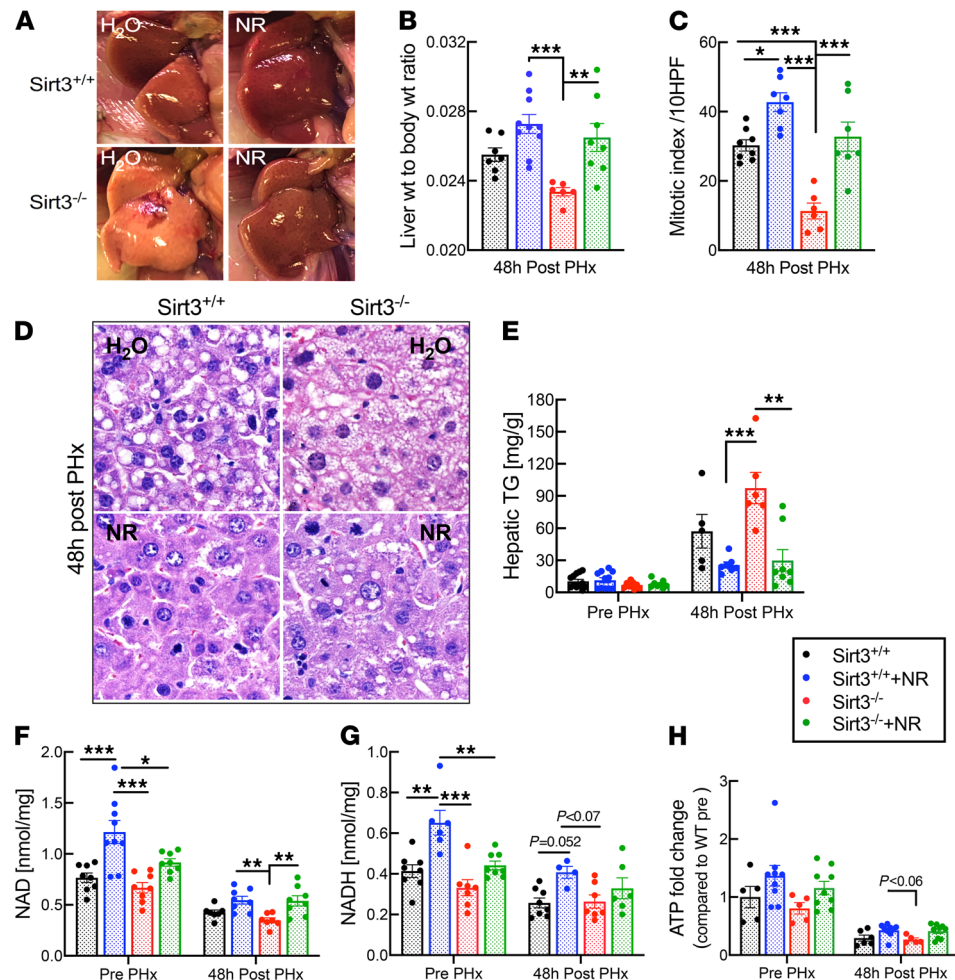 A
H2O
NR
Sirt3+/+
H2O
NR
Sirt3-/-
B
Liver wt to body wt ratio
0.032
0.028
0.024
0.020
***
**
48h Post PHx
C
Mitotic index /10HPF
60
40
20
0
***
*
***
***
48h Post PHx
D
Sirt3+/+
Sirt3-/-
48h post PHx
H2O
H2O
NR
NR
E
Hepatic TG [mg/g]
180
150
120
90
60
30
0
**
***
Pre PHx
48h Post PHx
Sirt3+/+
Sirt3+/++NR
Sirt3-/-
Sirt3-/-+NR
F
NAD [nmol/mg]
2.0
1.5
1.0
0.5
0.0
***
*
***
**
**
Pre PHx
48h Post PHx
G
NADH [nmol/mg]
1.0
0.8
0.6
0.4
0.2
0.0
**
**
***
P<0.07
P=0.052
Pre PHx
48h Post PHx
H
ATP fold change
(compared to WT pre )
3
2
1
0
P<0.06
Pre PHx
48h Post PHx